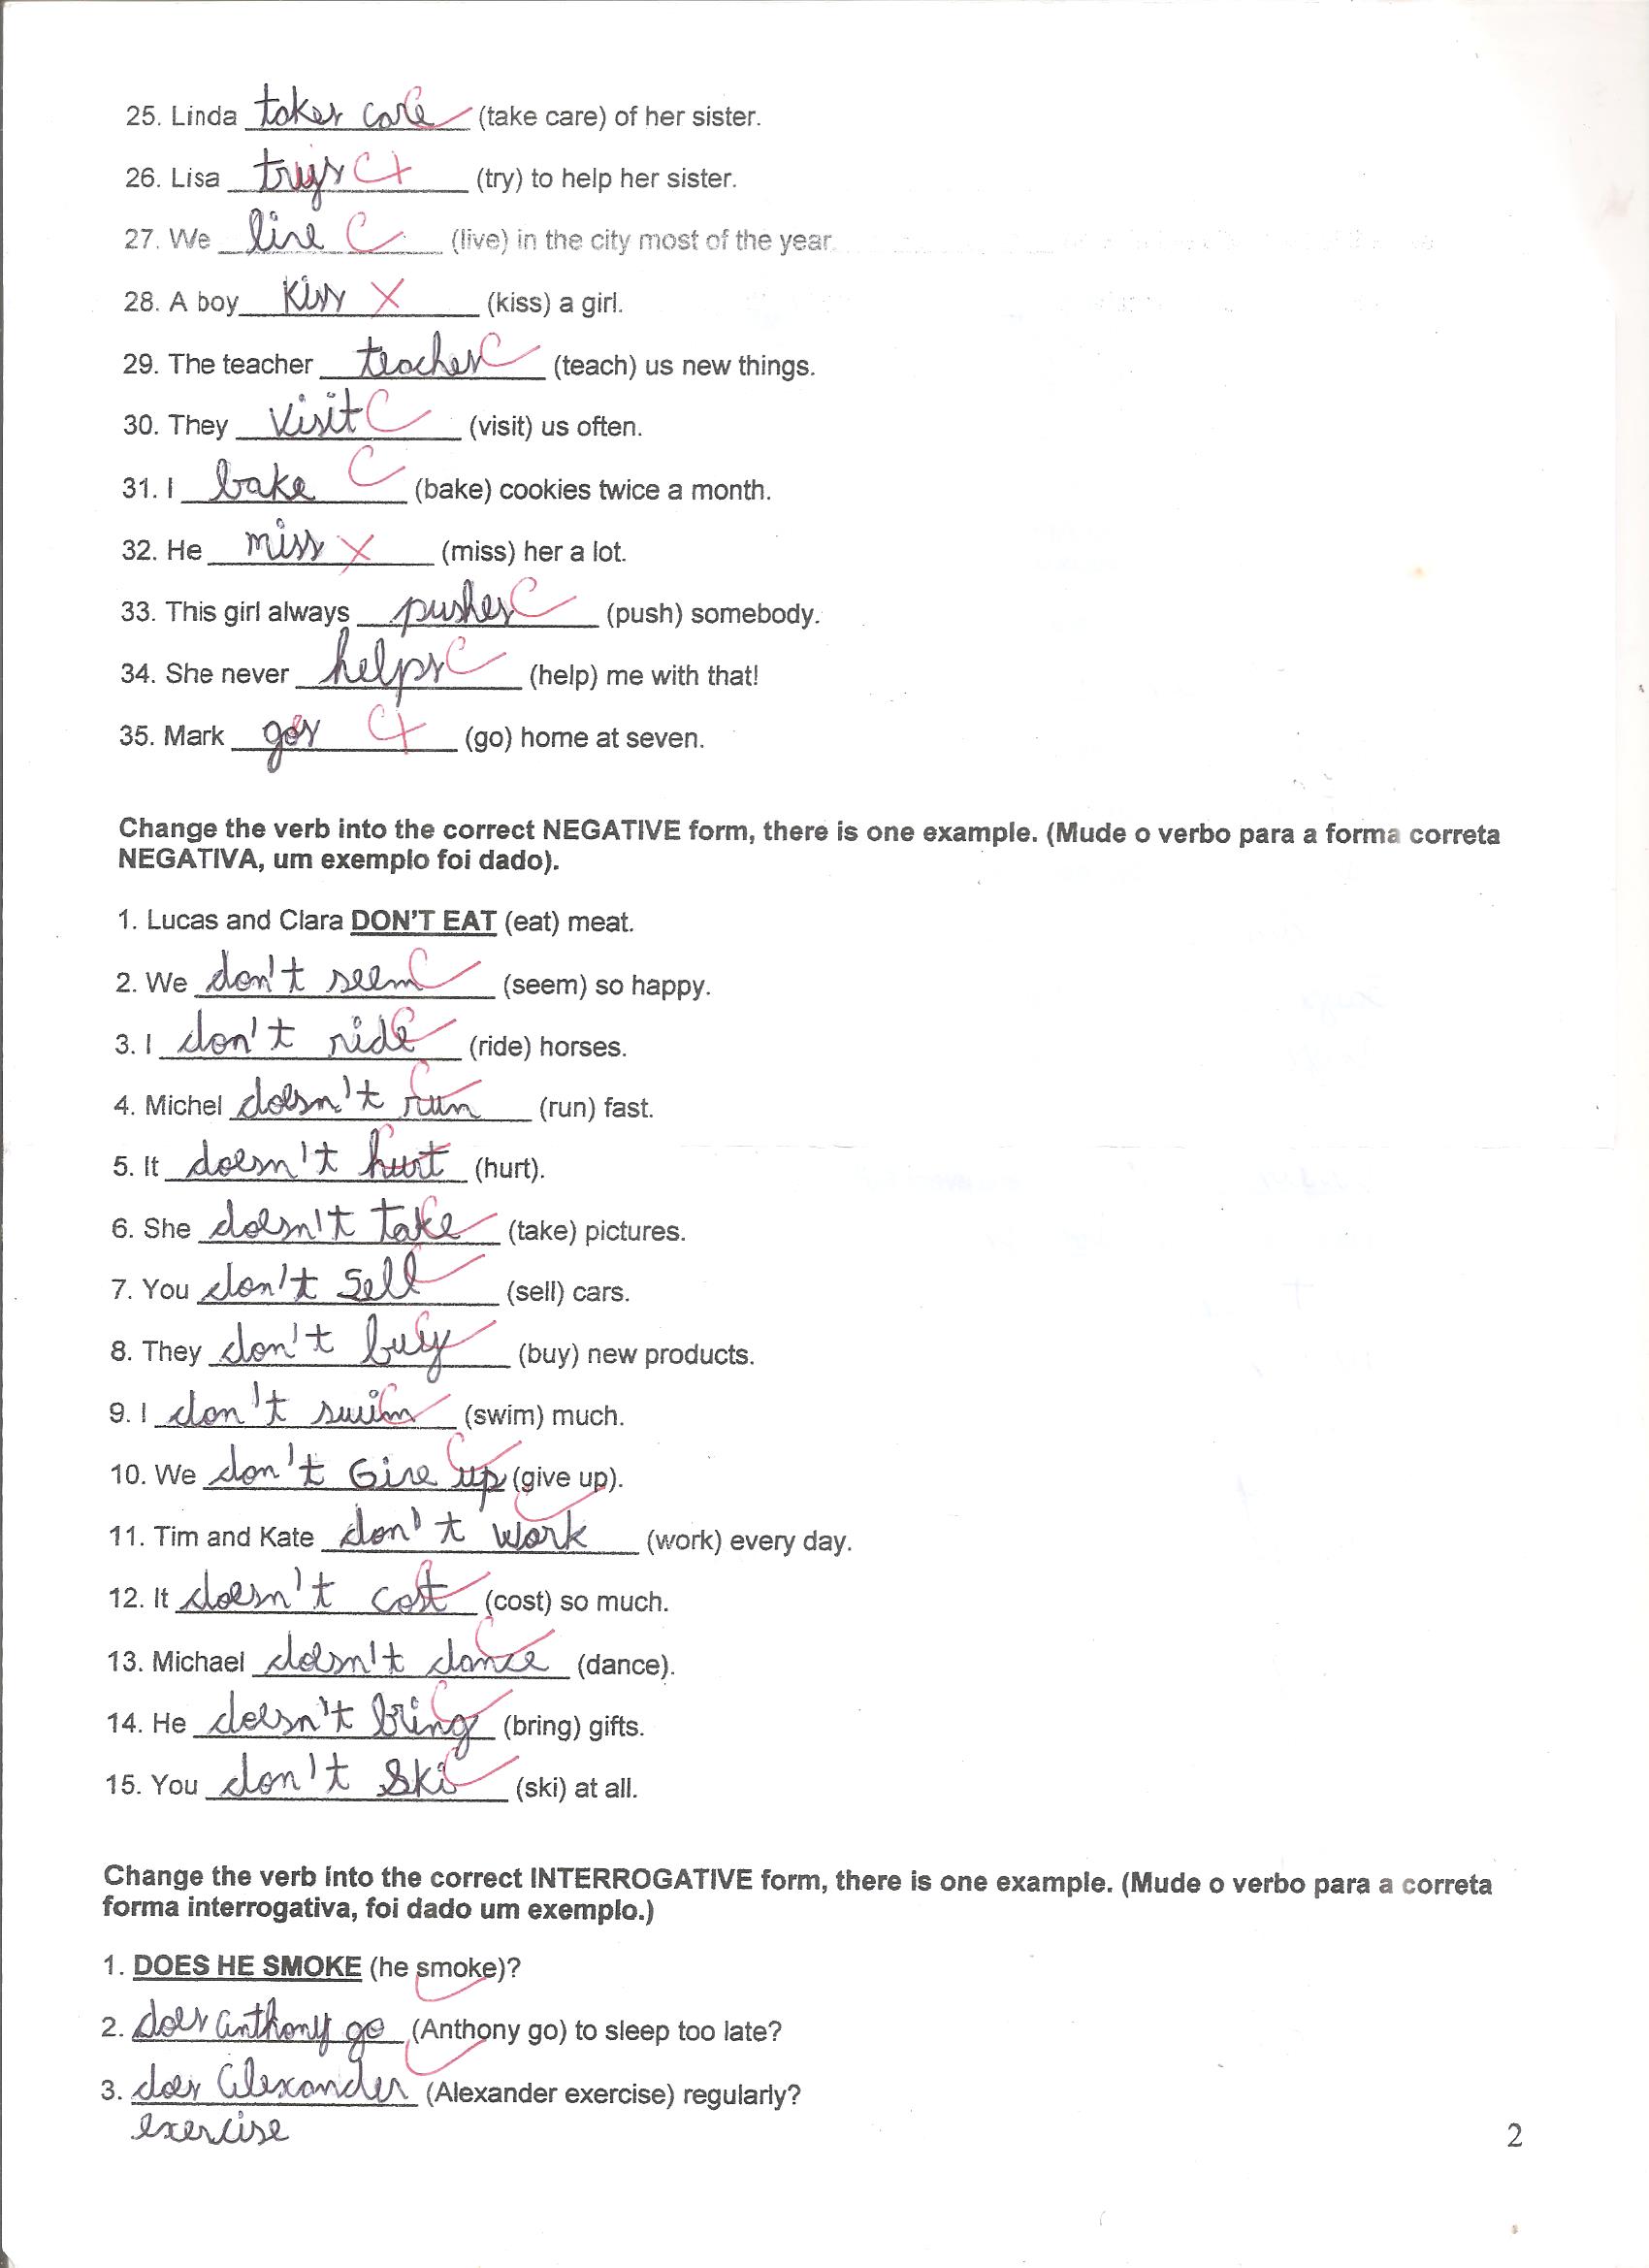 25. Linda takes care C (take care) of her sister.
26. Lisa trys C+ (try) to help her sister.
27. We live C (live) in the city most of the year.
28. A boy kiss X (kiss) a girl.
29. The teacher teaches C (teach) us new things.
30. They visit C (visit) us often.
31. I bake C (bake) cookies twice a month.
32. He miss X (miss) her a lot.
33. This girl always pushes C (push) somebody.
34. She never helps C (help) me with that!
35. Mark gos C+ (go) home at seven.
Change the verb into the correct NEGATIVE form, there is one example. (Mude o verbo para a forma correta
NEGATIVA, um exemplo foi dado).
1. Lucas and Clara DON'T EAT (eat) meat.
2. We don't seem C (seem) so happy.
3. I don't ride C (ride) horses.
4. Michel doesn't run C (run) fast.
5. It doesn't hurt C (hurt).
6. She doesn't take C (take) pictures.
7. You don't sell C (sell) cars.
8. They don't buy C (buy) new products.
9. I don't swim C (swim) much.
10. We don't Give up C (give up).
11. Tim and Kate don't work C (work) every day.
12. It doesn't cost C (cost) so much.
13. Michael doesn't dance C (dance).
14. He doesn't bring C (bring) gifts.
15. You don't ski C (ski) at all.
Change the verb into the correct INTERROGATIVE form, there is one example. (Mude o verbo para a correta
forma interrogativa, foi dado um exemplo.)
1. DOES HE SMOKE (he smoke)?
2. does anthony go C (Anthony go) to sleep too late?
3. does Alexander C (Alexander exercise) regularly?
exercise
2